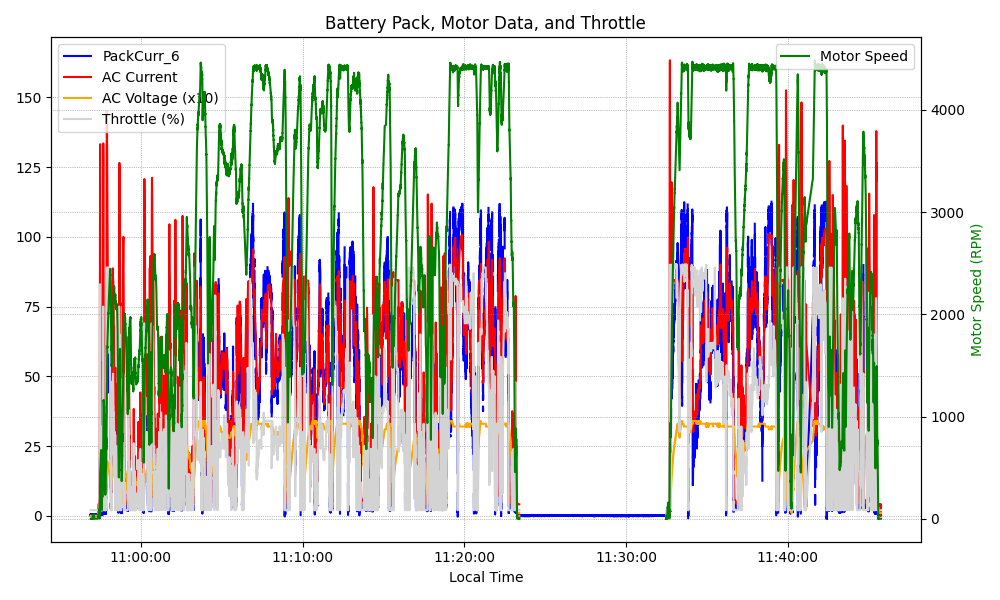 Battery Pack, Motor Data, and Throttle
PackCurr_6
AC Current
AC Voltage (x10)
Throttle (%)
Motor Speed
150
125
100
75
50
25
0
4000
3000
2000
1000
0
Motor Speed (RPM)
11:00:00
11:10:00
11:20:00
11:30:00
11:40:00
Local Time